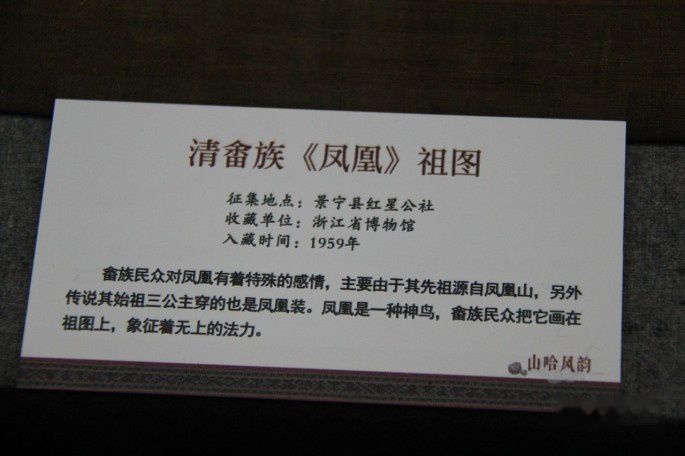 清畲族《凤凰》祖图
征集地点：景宁县红星公社
收藏单位：浙江省博物馆
入藏时间：1959年
畲族民众对凤凰有着特殊的感情，主要由于其先祖源自凤凰山，另外
传说其始祖三公主穿的也是凤凰装。凤凰是一种神鸟，畲族民众把它画在
祖图上，象征着无上的法力。
山哈风韵